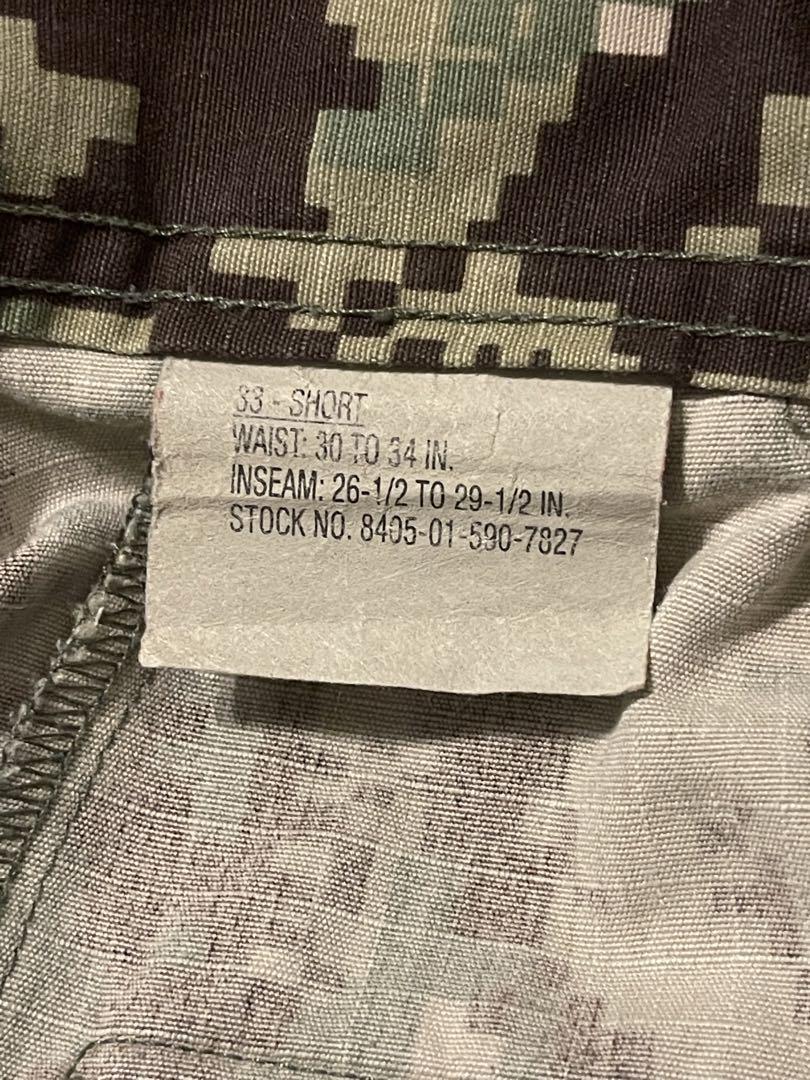 33 - SHORT
WAIST: 30 TO 34 IN.
INSEAM: 26-1/2 TO 29-1/2 IN.
STOCK NO. 8405-01-590-7827